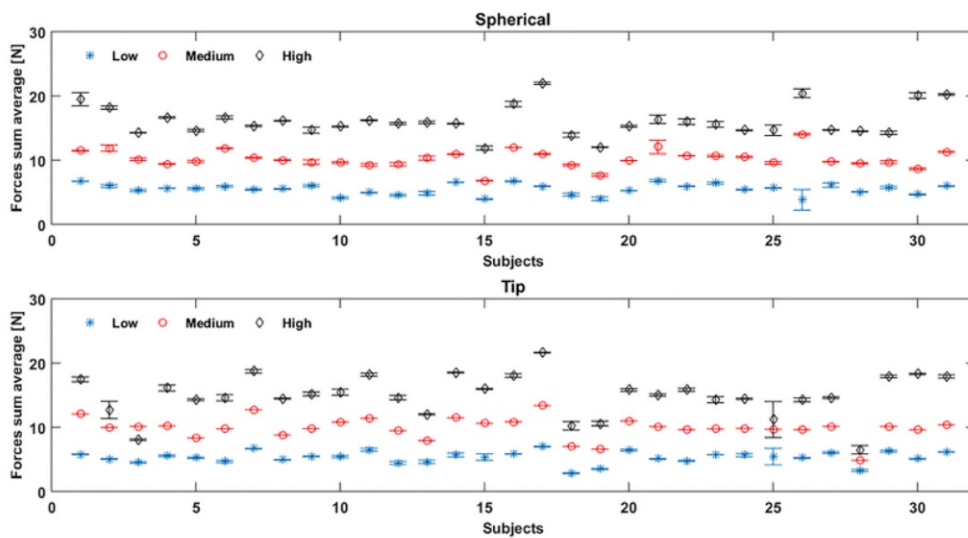 Spherical
Forces sum average [N]
30
20
10
0
Low Medium High
0 5 10 15 20 25 30
Subjects
Tip
Forces sum average [N]
30
20
10
0
Low Medium High
0 5 10 15 20 25 30
Subjects